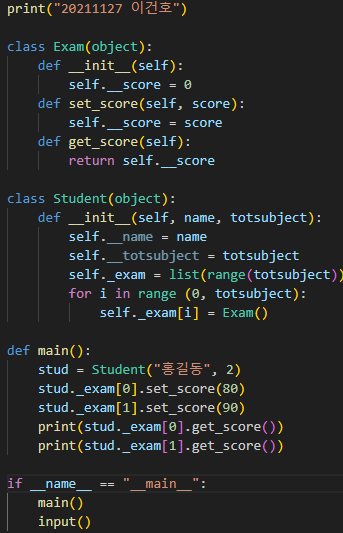 print("20211127 이건호")
class Exam(object):
def __init__(self):
self.__score = 0
def set_score(self, score):
self.__score = score
def get_score(self):
return self.__score
class Student(object):
def __init__(self, name, totsubject):
self.__name = name
self.__totsubject = totsubject
self._exam = list(range(totsubject))
for i in range (0, totsubject):
self._exam[i] = Exam()
def main():
stud = Student("홍길동", 2)
stud._exam[0].set_score(80)
stud._exam[1].set_score(90)
print(stud._exam[0].get_score())
print(stud._exam[1].get_score())
if __name__ == "__main__":
main()
input()